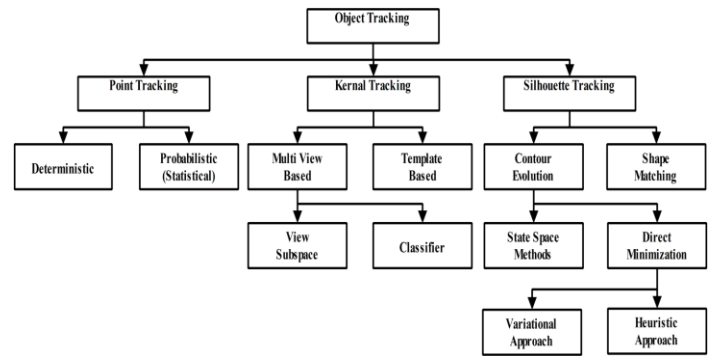 Object Tracking
Point Tracking
Kernal Tracking
Silhouette Tracking
Deterministic
Probabilistic
(Statistical)
Multi View
Based
Template
Based
Contour
Evolution
Shape
Matching
View
Subspace
Classifier
State Space
Methods
Direct
Minimization
Variational
Approach
Heuristic
Approach